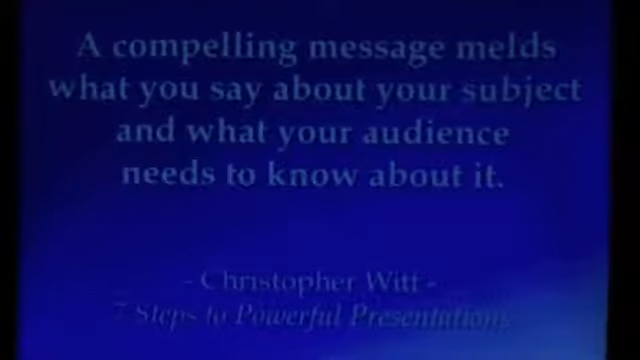 A compelling message melds
what you say about your subject
and what your audience
needs to know about it.
- Christopher Witt -
7 Steps to Powerful Presentations